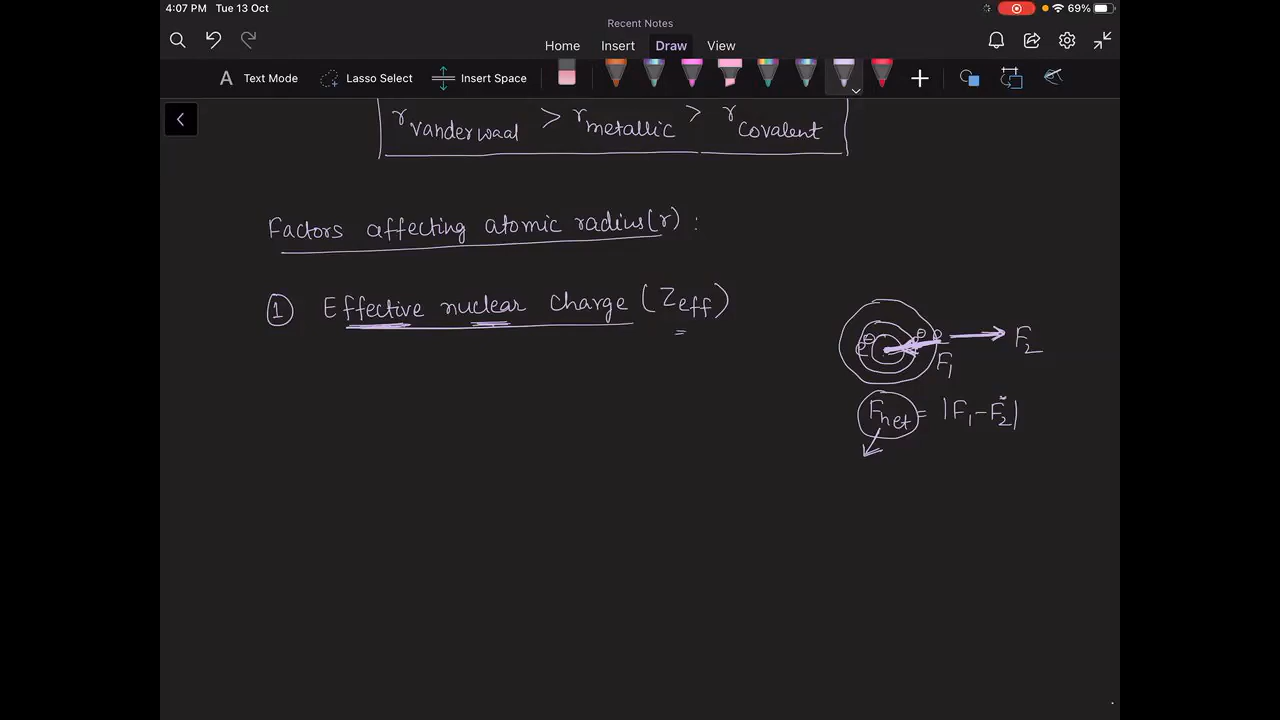 4:07 PM Tue 13 Oct
69%
Recent Notes
Home Insert Draw View
A Text Mode Lasso Select Insert Space
r vanderwaal > r metallic > r covalent
Factors affecting atomic radius(r) :
① Effective nuclear charge (Zeff)
F2
F1
Fnet = |F1 - F2|